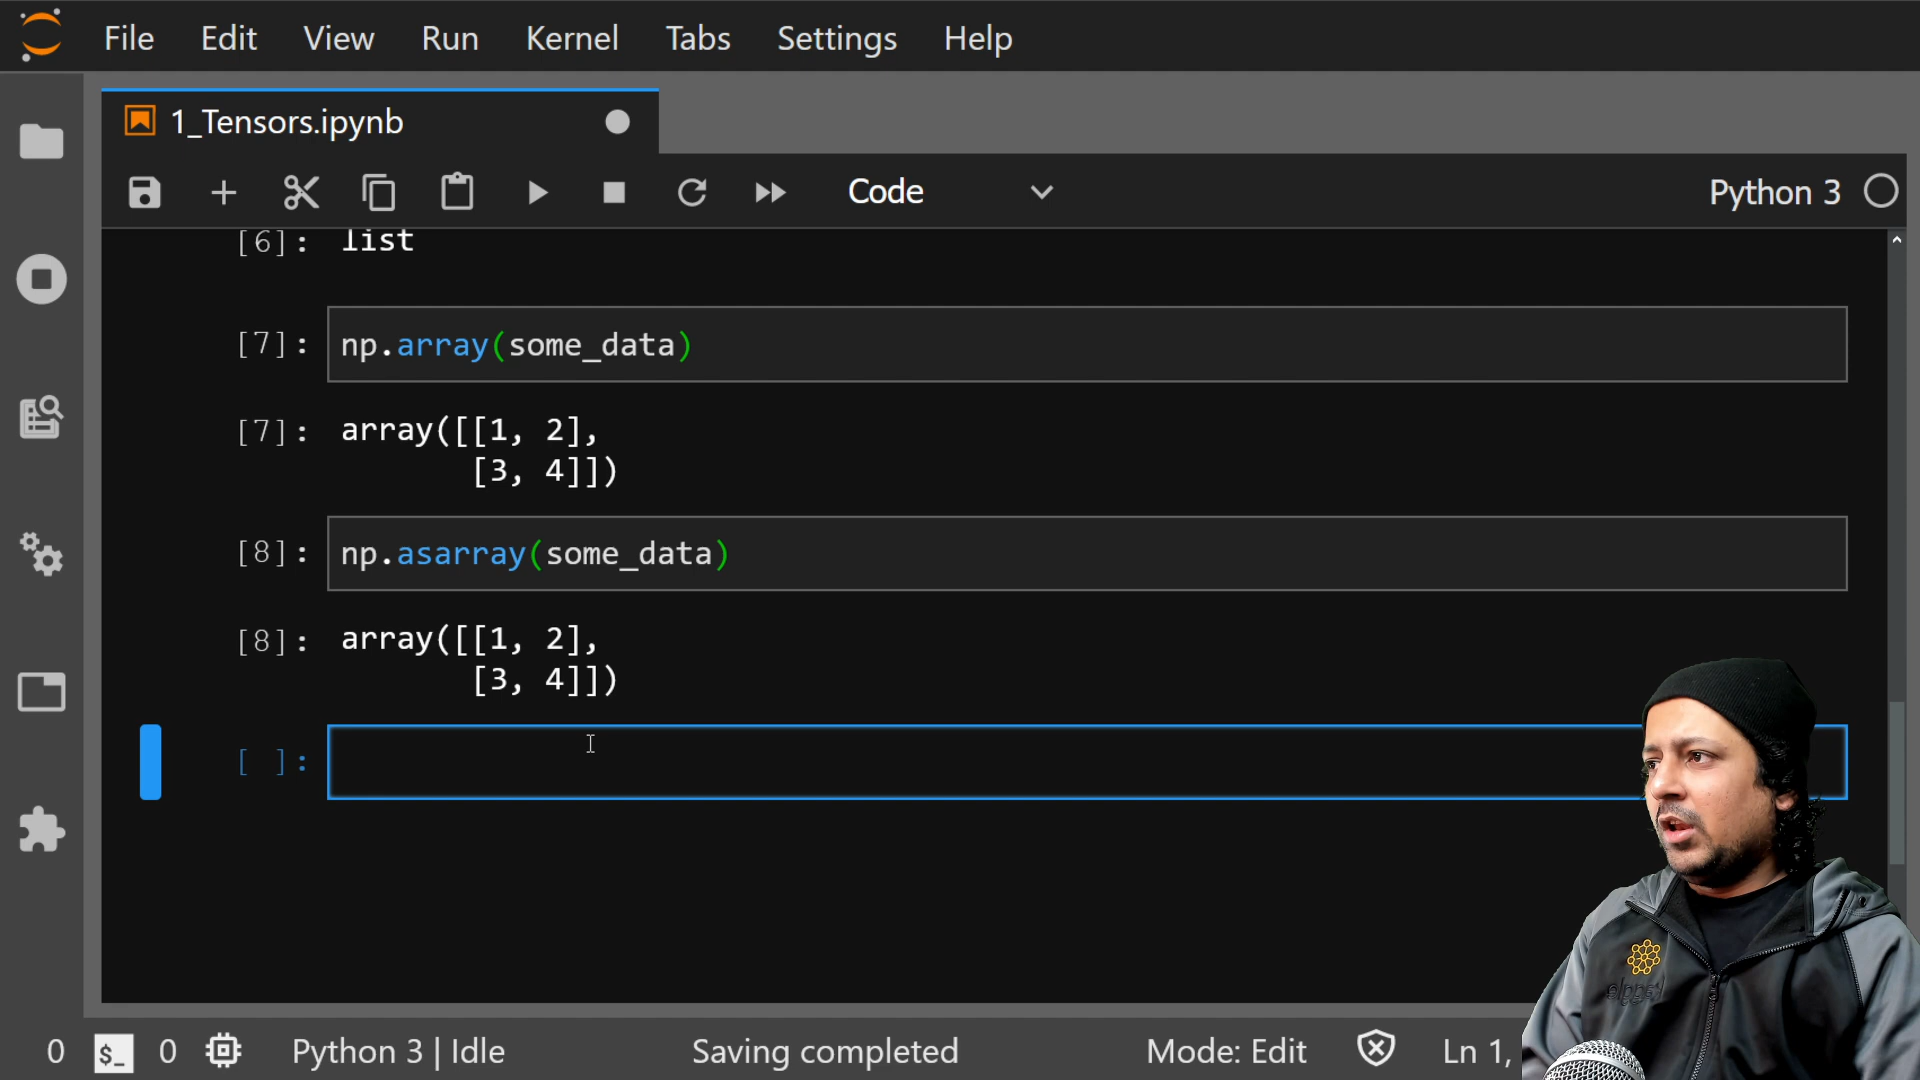 File Edit View Run Kernel Tabs Settings Help
1_Tensors.ipynb
Code
Python 3
[6]: list
[7]: np.array(some_data)
[7]: array([[1, 2],
[3, 4]])
[8]: np.asarray(some_data)
[8]: array([[1, 2],
[3, 4]])
[ ]:
0 $_ 0 Python 3 | Idle Saving completed Mode: Edit Ln 1,